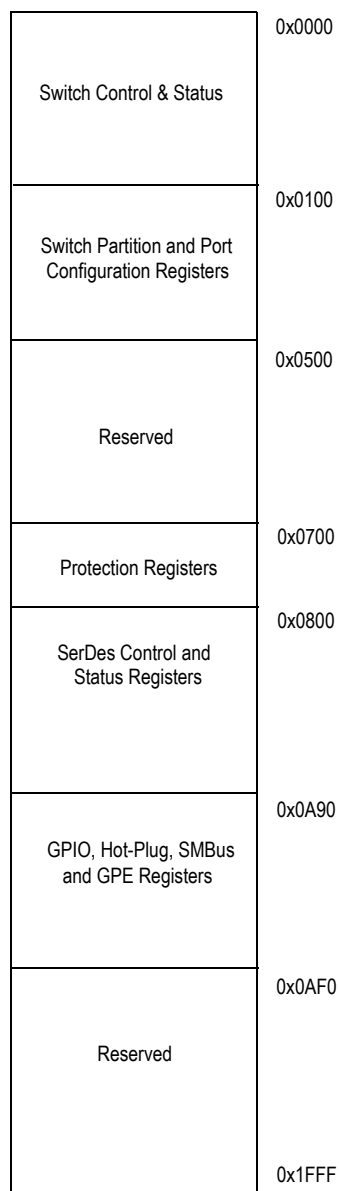 0x0000
Switch Control & Status
0x0100
Switch Partition and Port
Configuration Registers
0x0500
Reserved
0x0700
Protection Registers
0x0800
SerDes Control and
Status Registers
0x0A90
GPIO, Hot-Plug, SMBus
and GPE Registers
0x0AF0
Reserved
0x1FFF